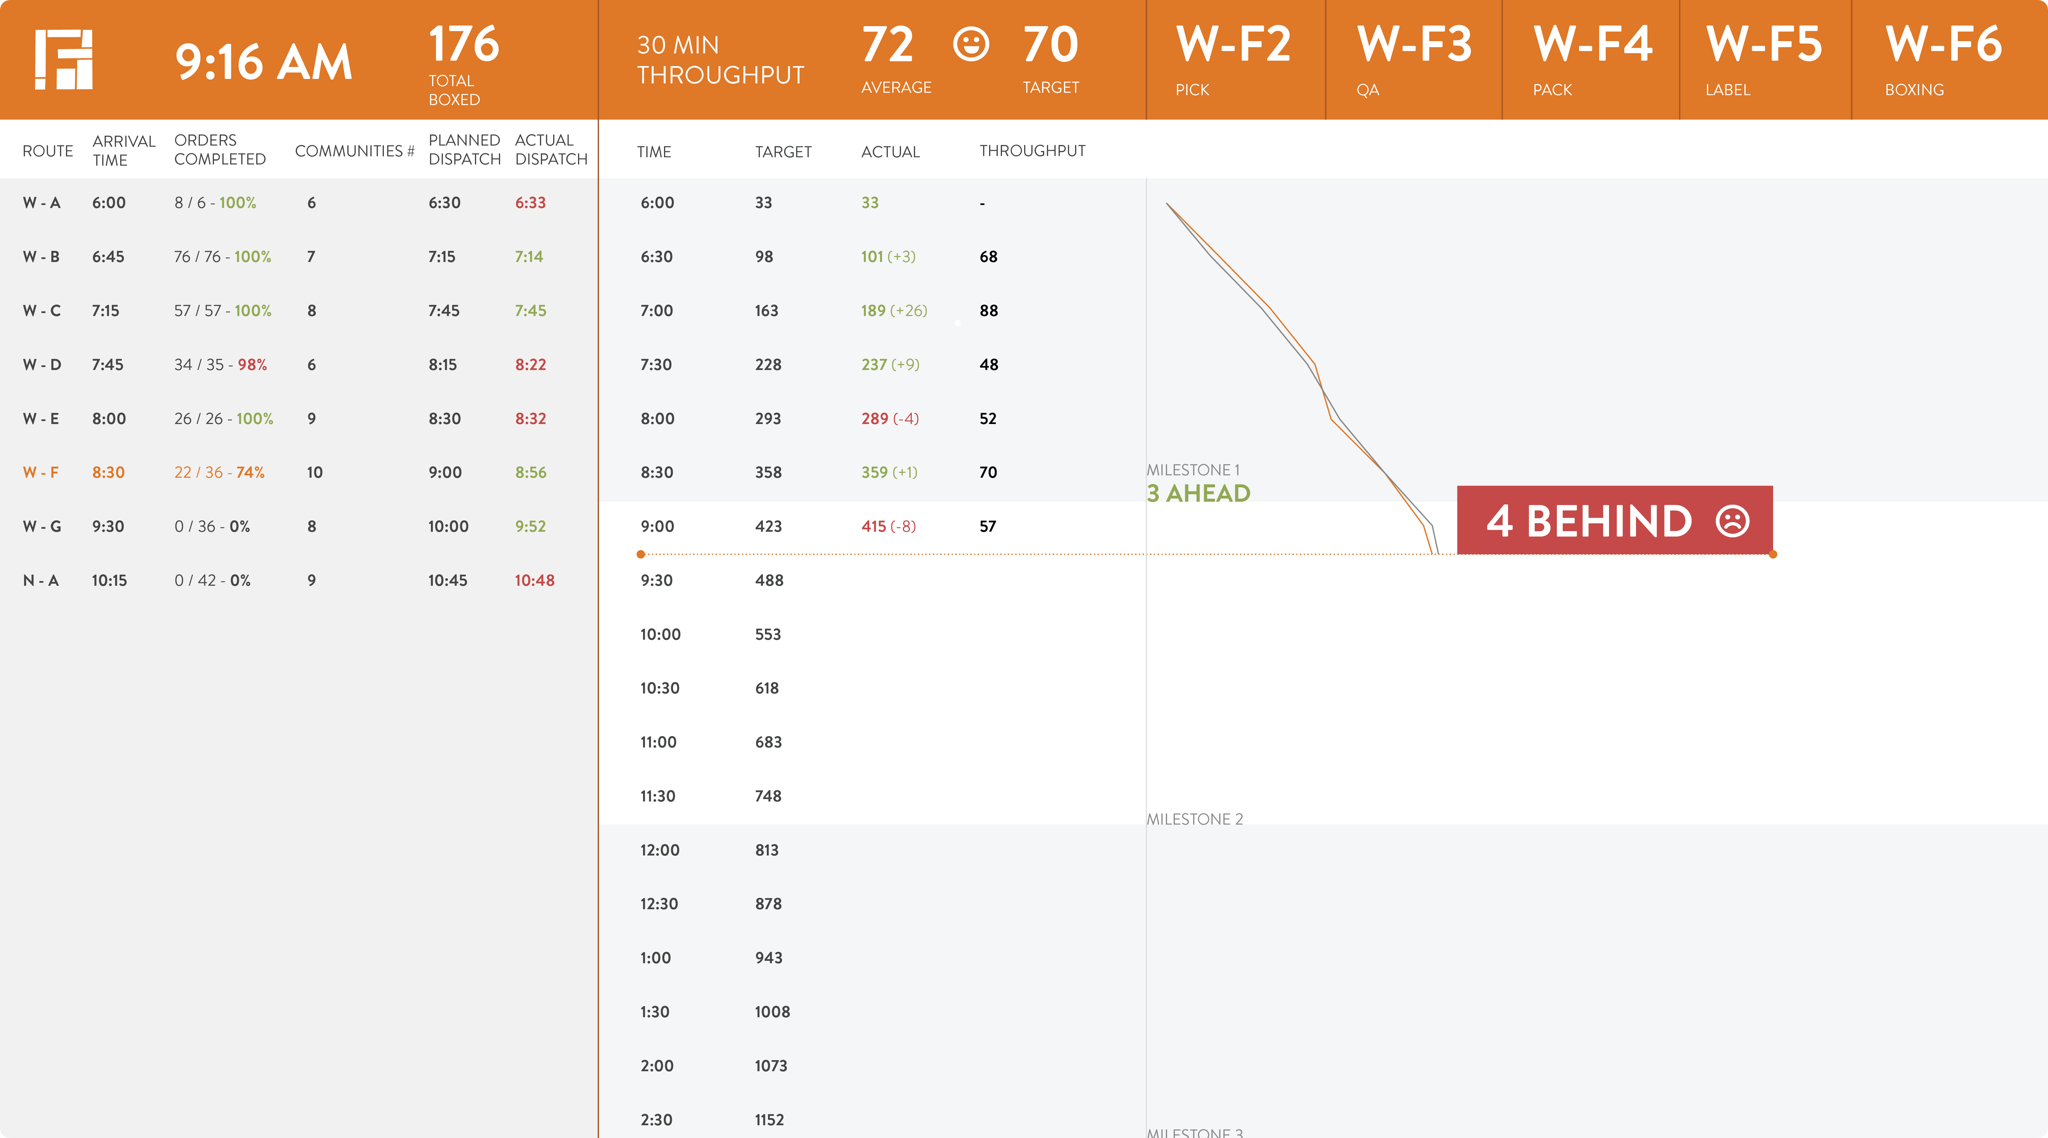 9:16 AM
176
TOTAL
BOXED
30 MIN
THROUGHPUT
72
AVERAGE
70
TARGET
W-F2
PICK
W-F3
QA
W-F4
PACK
W-F5
LABEL
W-F6
BOXING
ROUTE ARRIVAL TIME ORDERS COMPLETED COMMUNITIES # PLANNED DISPATCH ACTUAL DISPATCH
W - A 6:00 8 / 6 - 100% 6 6:30 6:33
W - B 6:45 76 / 76 - 100% 7 7:15 7:14
W - C 7:15 57 / 57 - 100% 8 7:45 7:45
W - D 7:45 34 / 35 - 98% 6 8:15 8:22
W - E 8:00 26 / 26 - 100% 9 8:30 8:32
W - F 8:30 22 / 36 - 74% 10 9:00 8:56
W - G 9:30 0 / 36 - 0% 8 10:00 9:52
N - A 10:15 0 / 42 - 0% 9 10:45 10:48
TIME TARGET ACTUAL THROUGHPUT
6:00 33 33 -
6:30 98 101 (+3) 68
7:00 163 189 (+26) 88
7:30 228 237 (+9) 48
8:00 293 289 (-4) 52
8:30 358 359 (+1) 70
9:00 423 415 (-8) 57
9:30 488
10:00 553
10:30 618
11:00 683
11:30 748
12:00 813
12:30 878
1:00 943
1:30 1008
2:00 1073
2:30 1152
MILESTONE 1
3 AHEAD
4 BEHIND
MILESTONE 2
MILESTONE 3